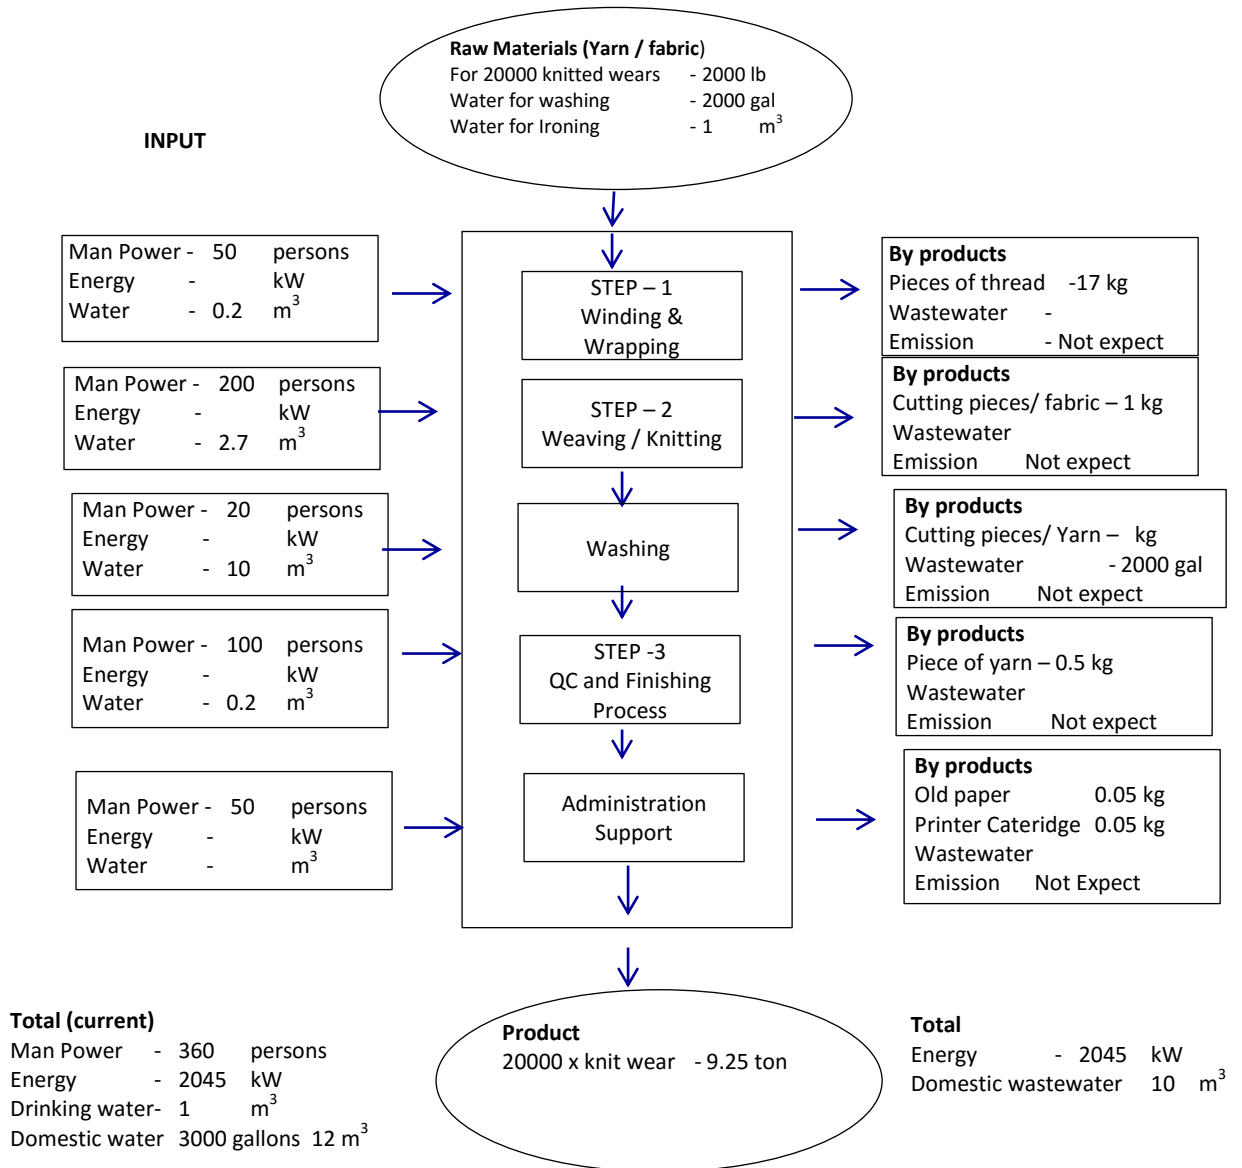 Raw Materials (Yarn / fabric)
For 20000 knitted wears - 2000 lb
Water for washing - 2000 gal
Water for Ironing - 1 m³
INPUT
Man Power - 50 persons
Energy - kW
Water - 0.2 m³
STEP – 1
Winding &
Wrapping
By products
Pieces of thread -17 kg
Wastewater -
Emission - Not expect
Man Power - 200 persons
Energy - kW
Water - 2.7 m³
STEP – 2
Weaving / Knitting
By products
Cutting pieces/ fabric – 1 kg
Wastewater
Emission Not expect
Man Power - 20 persons
Energy - kW
Water - 10 m³
Washing
By products
Cutting pieces/ Yarn – kg
Wastewater - 2000 gal
Emission Not expect
Man Power - 100 persons
Energy - kW
Water - 0.2 m³
STEP -3
QC and Finishing
Process
By products
Piece of yarn – 0.5 kg
Wastewater
Emission Not expect
Man Power - 50 persons
Energy - kW
Water - m³
Administration
Support
By products
Old paper 0.05 kg
Printer Cateridge 0.05 kg
Wastewater
Emission Not Expect
Total (current)
Man Power - 360 persons
Energy - 2045 kW
Drinking water- 1 m³
Domestic water 3000 gallons 12 m³
Product
20000 x knit wear - 9.25 ton
Total
Energy - 2045 kW
Domestic wastewater 10 m³